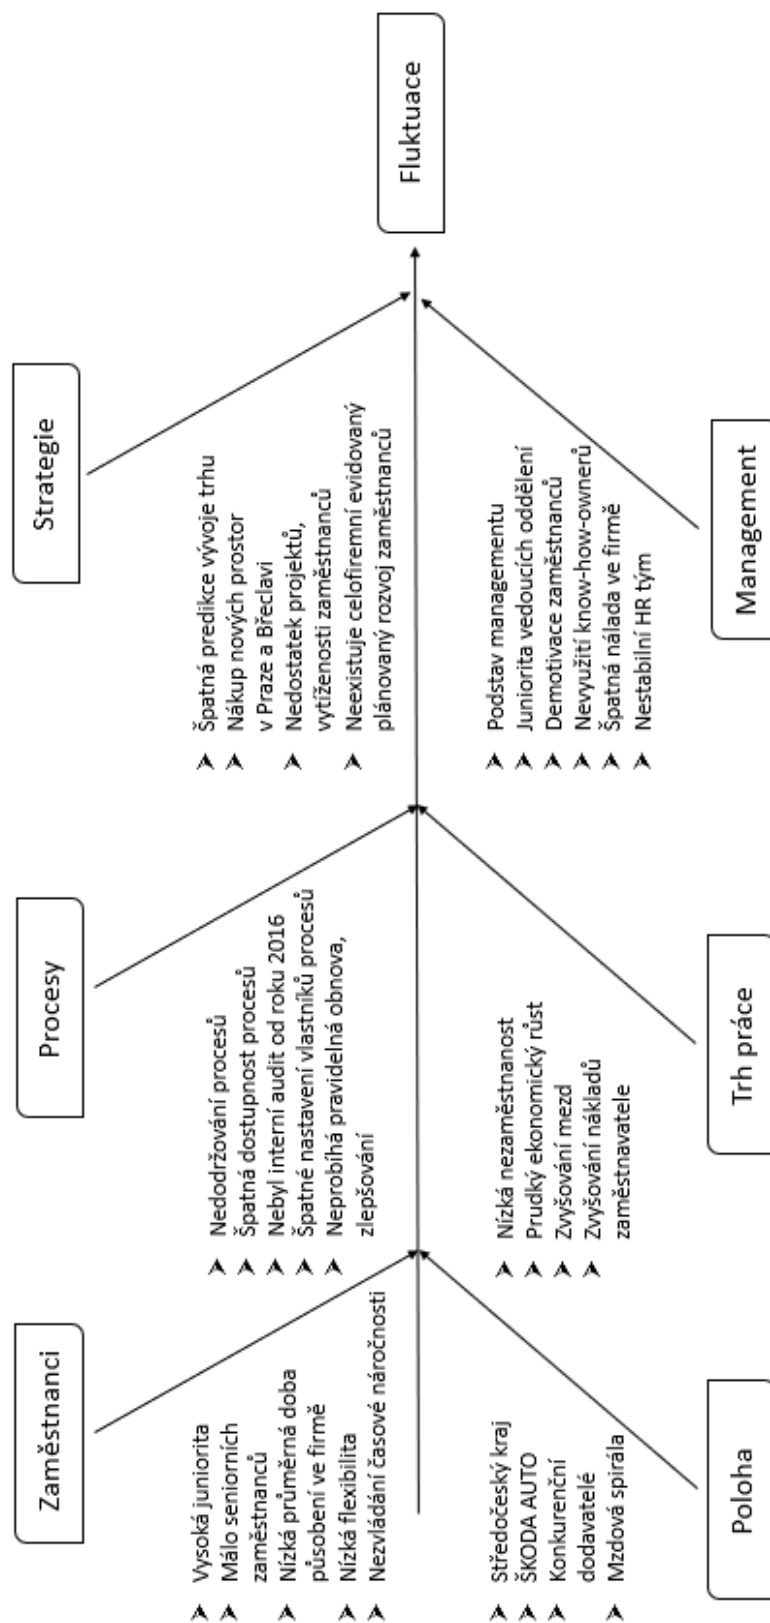 Zaměstnanci
Vysoká juniorita
Málo seniorních
zaměstnanců
Nízká průměrná doba
působení ve firmě
Nízká flexibilita
Nezvládání časové náročnosti
Procesy
Nedodržování procesů
Špatná dostupnost procesů
Nebyl interní audit od roku 2016
Špatné nastavení vlastníků procesů
Neprobíhá pravidelná obnova,
zlepšování
Strategie
Špatná predikce vývoje trhu
Nákup nových prostor
v Praze a Břeclavi
Nedostatek projektů,
vytíženosti zaměstnanců
Neexistuje celofiremní evidovaný
plánovaný rozvoj zaměstnanců
Fluktuace
Středočeský kraj
ŠKODA AUTO
Konkurenční
dodavatelé
Mzdová spirála
Poloha
Nízká nezaměstnanost
Prudký ekonomický růst
Zvyšování mezd
Zvyšování nákladů
zaměstnavatele
Trh práce
Podstav managementu
Juniorita vedoucích oddělení
Demotivace zaměstnanců
Nevyužití know-how-ownerů
Špatná nálada ve firmě
Nestabilní HR tým
Management